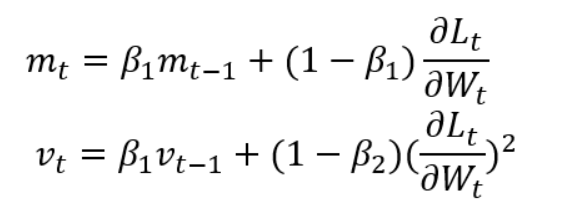 m_t = β_1 m_{t−1} + (1 − β_1) ∂L_t/∂W_t
v_t = β_1 v_{t−1} + (1 − β_2)(∂L_t/∂W_t)^2